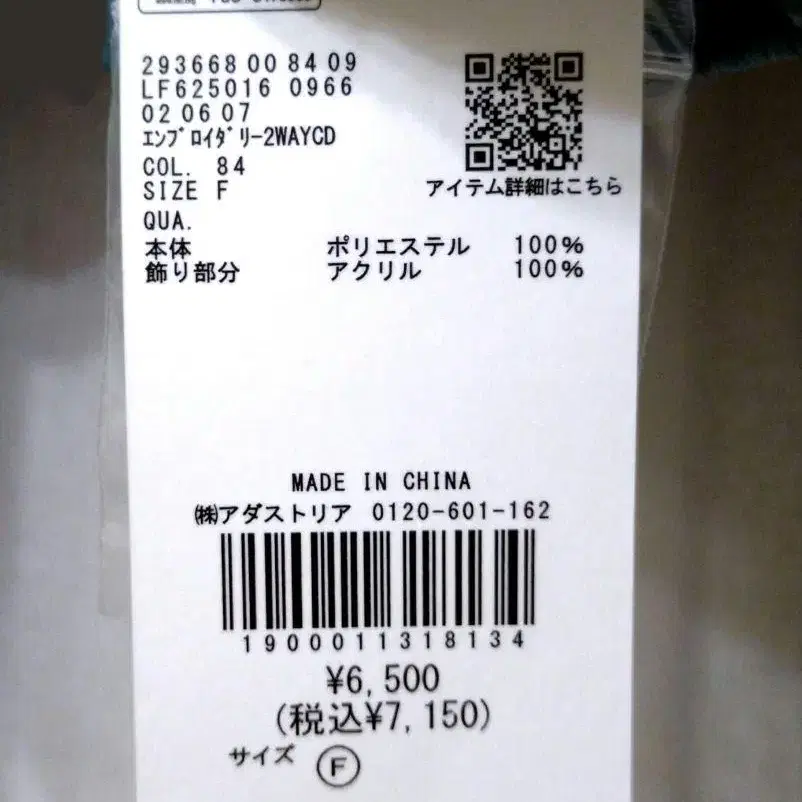 293668 00 84 09
LF625016 0966
02 06 07
ｴﾝﾌﾞﾛｲﾀﾞﾘｰ2WAYCD
COL. 84
SIZE F
アイテム詳細はこちら
QUA.
本体 ポリエステル 100%
飾り部分 アクリル 100%
MADE IN CHINA
㈱アダストリア 0120-601-162
1900011318134
¥6,500
(税込¥7,150)
サイズ F